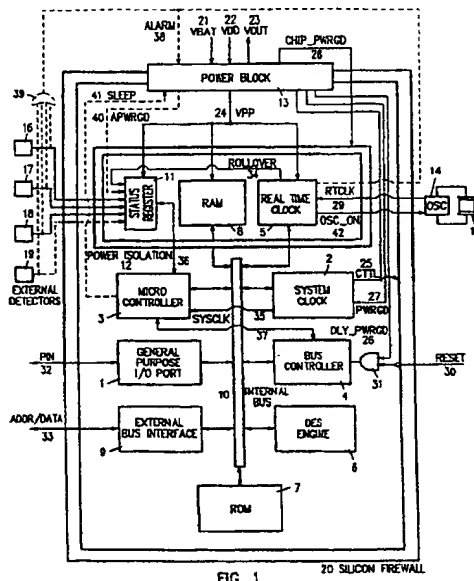 ALARM 38
21 VBAT
22 VDD
23 VOUT
CHIP_PWRGD 26
POWER BLOCK 13
41 SLEEP
40 APWRGD
39
24 VPP
16
17
18
19
EXTERNAL DETECTORS
11 STATUS REGISTER
ROLLOVER 34
RAM 8
REAL TIME CLOCK 5
RTCLK 29
OSC_ON 42
14 OSC
POWER ISOLATION 12
36
MICRO CONTROLLER 3
SYSCLK 35
2 SYSTEM CLOCK
25 CTTL
27 PWRGD
37
DLY_PWRGD 26
PIN 32
GENERAL PURPOSE I/O PORT 1
10 INTERNAL BUS
BUS CONTROLLER 4
31
RESET 30
ADDR/DATA 33
EXTERNAL BUS INTERFACE 9
DES ENGINE 6
ROM 7
20 SILICON FIREWALL
FIG. 1